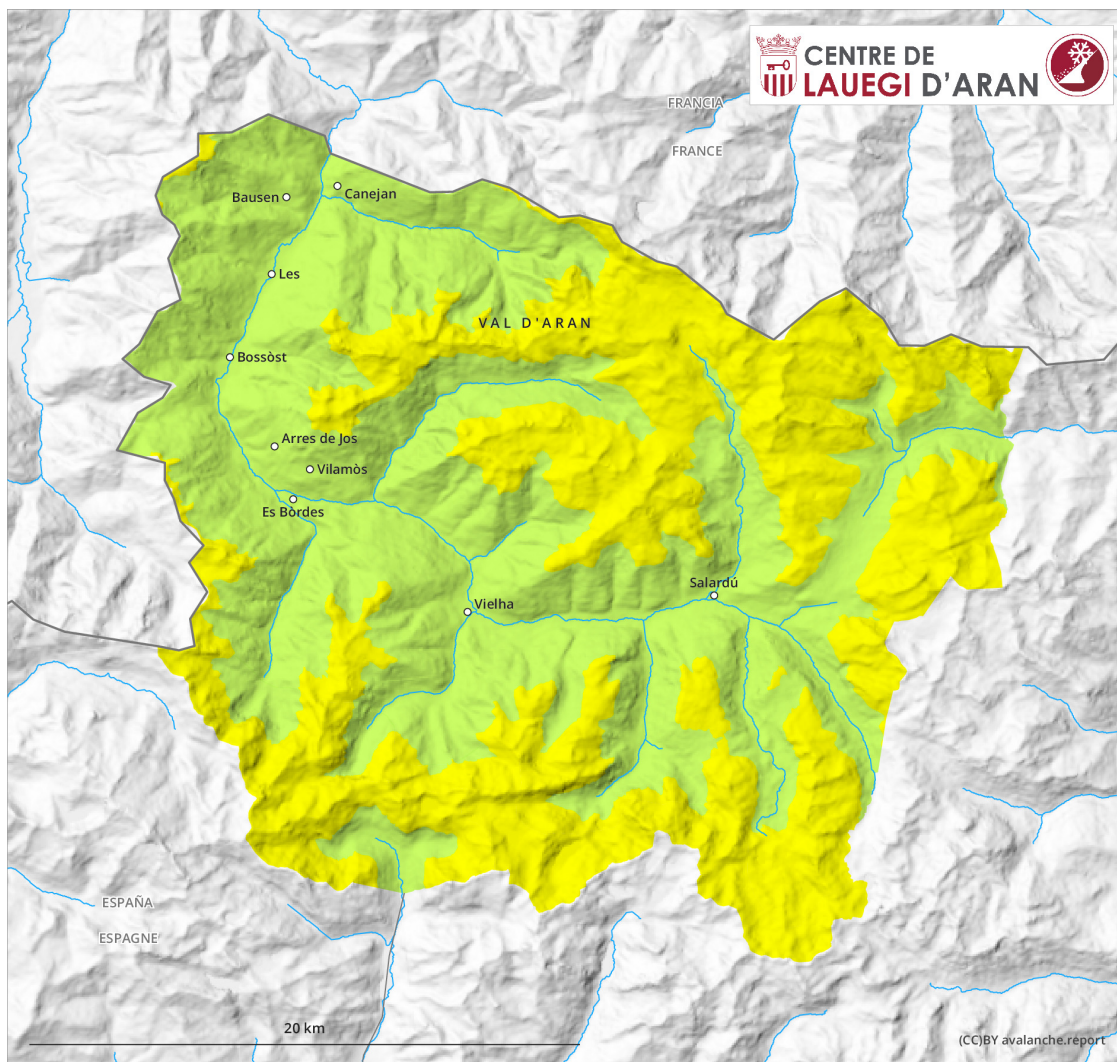 CENTRE DE
LAUEGI D'ARAN
FRANCIA
FRANCE
Bausen
Canejan
Les
VAL D'ARAN
Bossòst
Arres de Jos
Vilamòs
Es Bòrdes
Salardú
Vielha
ESPAÑA
ESPAGNE
20 km
(CC)BY avalanche.report